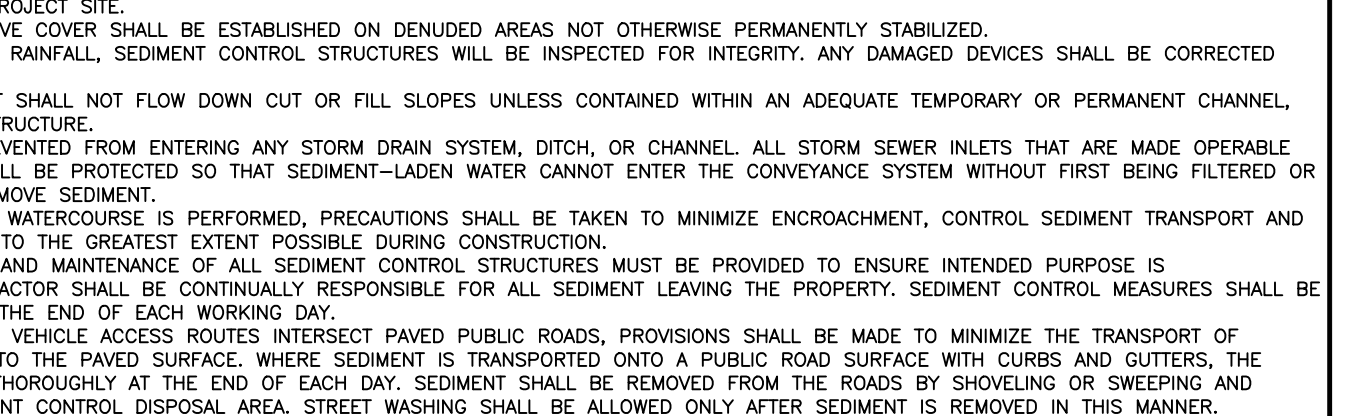 ROJECT SITE.
VE COVER SHALL BE ESTABLISHED ON DENUDED AREAS NOT OTHERWISE PERMANENTLY STABILIZED.
RAINFALL, SEDIMENT CONTROL STRUCTURES WILL BE INSPECTED FOR INTEGRITY. ANY DAMAGED DEVICES SHALL BE CORRECTED
T SHALL NOT FLOW DOWN CUT OR FILL SLOPES UNLESS CONTAINED WITHIN AN ADEQUATE TEMPORARY OR PERMANENT CHANNEL,
RUCTURE.
VENTED FROM ENTERING ANY STORM DRAIN SYSTEM, DITCH, OR CHANNEL. ALL STORM SEWER INLETS THAT ARE MADE OPERABLE
LL BE PROTECTED SO THAT SEDIMENT–LADEN WATER CANNOT ENTER THE CONVEYANCE SYSTEM WITHOUT FIRST BEING FILTERED OR
MOVE SEDIMENT.
WATERCOURSE IS PERFORMED, PRECAUTIONS SHALL BE TAKEN TO MINIMIZE ENCROACHMENT, CONTROL SEDIMENT TRANSPORT AND
TO THE GREATEST EXTENT POSSIBLE DURING CONSTRUCTION.
AND MAINTENANCE OF ALL SEDIMENT CONTROL STRUCTURES MUST BE PROVIDED TO ENSURE INTENDED PURPOSE IS
ACTOR SHALL BE CONTINUALLY RESPONSIBLE FOR ALL SEDIMENT LEAVING THE PROPERTY. SEDIMENT CONTROL MEASURES SHALL BE
THE END OF EACH WORKING DAY.
VEHICLE ACCESS ROUTES INTERSECT PAVED PUBLIC ROADS, PROVISIONS SHALL BE MADE TO MINIMIZE THE TRANSPORT OF
TO THE PAVED SURFACE. WHERE SEDIMENT IS TRANSPORTED ONTO A PUBLIC ROAD SURFACE WITH CURBS AND GUTTERS, THE
HOROUGHLY AT THE END OF EACH DAY. SEDIMENT SHALL BE REMOVED FROM THE ROADS BY SHOVELING OR SWEEPING AND
NT CONTROL DISPOSAL AREA. STREET WASHING SHALL BE ALLOWED ONLY AFTER SEDIMENT IS REMOVED IN THIS MANNER.